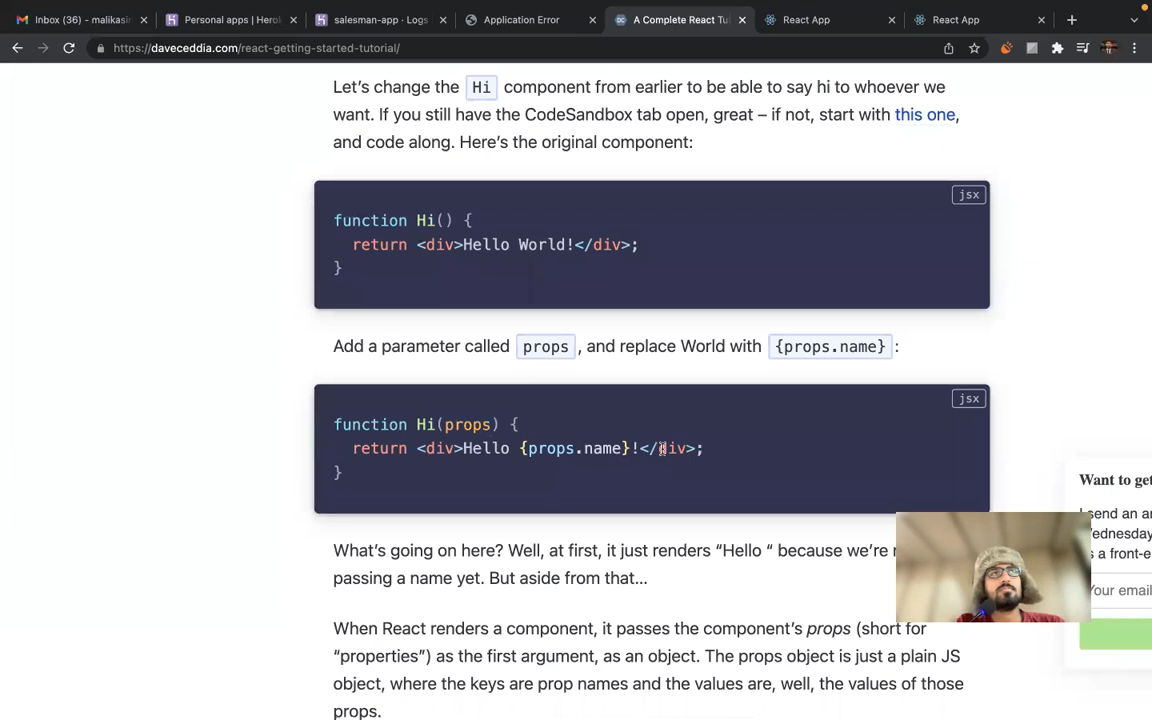 Inbox (36) - malikasin
Personal apps | Herok
salesman-app · Logs
Application Error
A Complete React Tu
React App
React App
https://daveceddia.com/react-getting-started-tutorial/
Let's change the Hi component from earlier to be able to say hi to whoever we
want. If you still have the CodeSandbox tab open, great – if not, start with this one,
and code along. Here's the original component:
jsx
function Hi() {
return <div>Hello World!</div>;
}
Add a parameter called props , and replace World with {props.name} :
jsx
function Hi(props) {
return <div>Hello {props.name}!</div>;
}
What's going on here? Well, at first, it just renders “Hello “ because we're
passing a name yet. But aside from that…
When React renders a component, it passes the component's props (short for
“properties”) as the first argument, as an object. The props object is just a plain JS
object, where the keys are prop names and the values are, well, the values of those
props.
Want to get
I send an
Wednesday
Your email